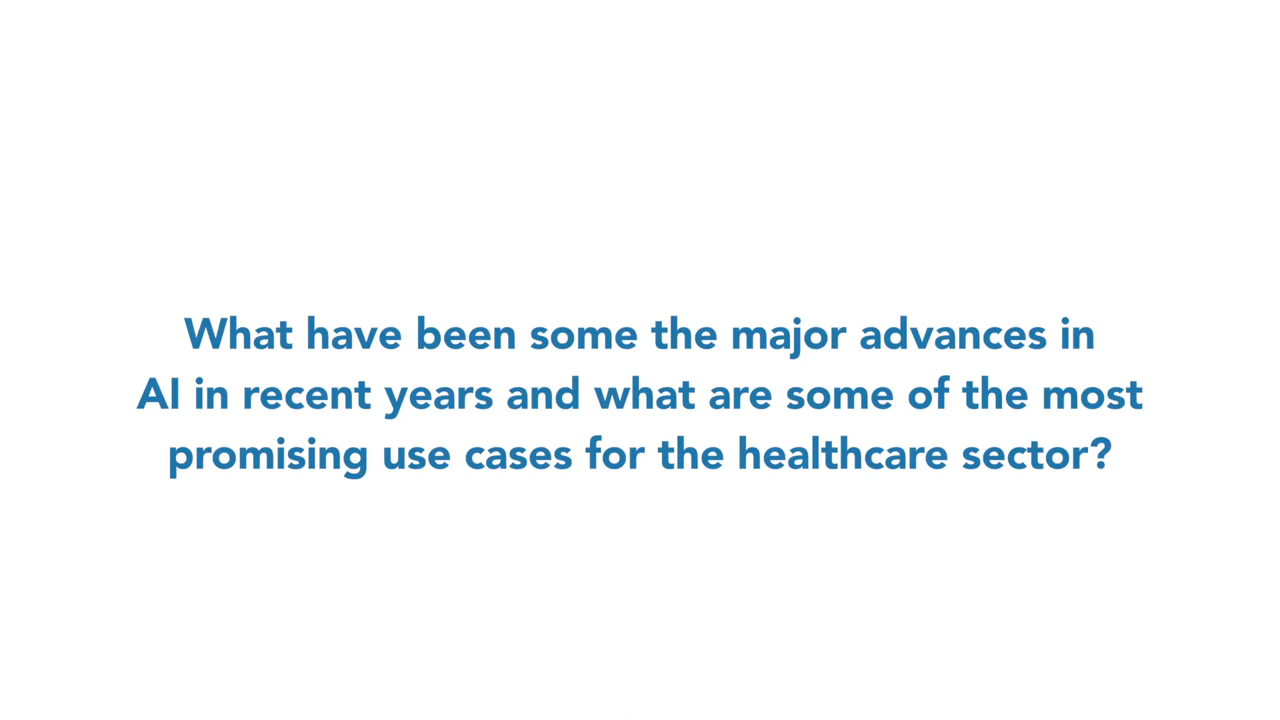 What have been some the major advances in
AI in recent years and what are some of the most
promising use cases for the healthcare sector?